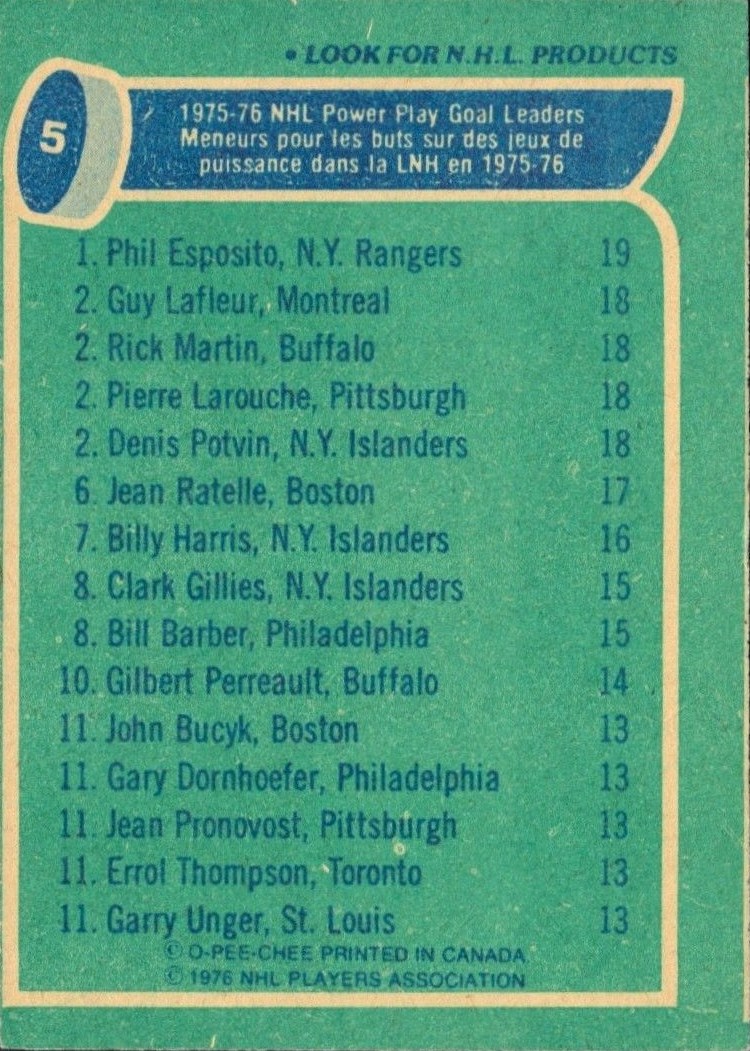 • LOOK FOR N.H.L. PRODUCTS
5
1975-76 NHL Power Play Goal Leaders
Meneurs pour les buts sur des jeux de
puissance dans la LNH en 1975-76
1. Phil Esposito, N.Y. Rangers 19
2. Guy Lafleur, Montreal 18
2. Rick Martin, Buffalo 18
2. Pierre Larouche, Pittsburgh 18
2. Denis Potvin, N.Y. Islanders 18
6. Jean Ratelle, Boston 17
7. Billy Harris, N.Y. Islanders 16
8. Clark Gillies, N.Y. Islanders 15
8. Bill Barber, Philadelphia 15
10. Gilbert Perreault, Buffalo 14
11. John Bucyk, Boston 13
11. Gary Dornhoefer, Philadelphia 13
11. Jean Pronovost, Pittsburgh 13
11. Errol Thompson, Toronto 13
11. Garry Unger, St. Louis 13
© O-PEE-CHEE PRINTED IN CANADA.
© 1976 NHL PLAYERS ASSOCIATION